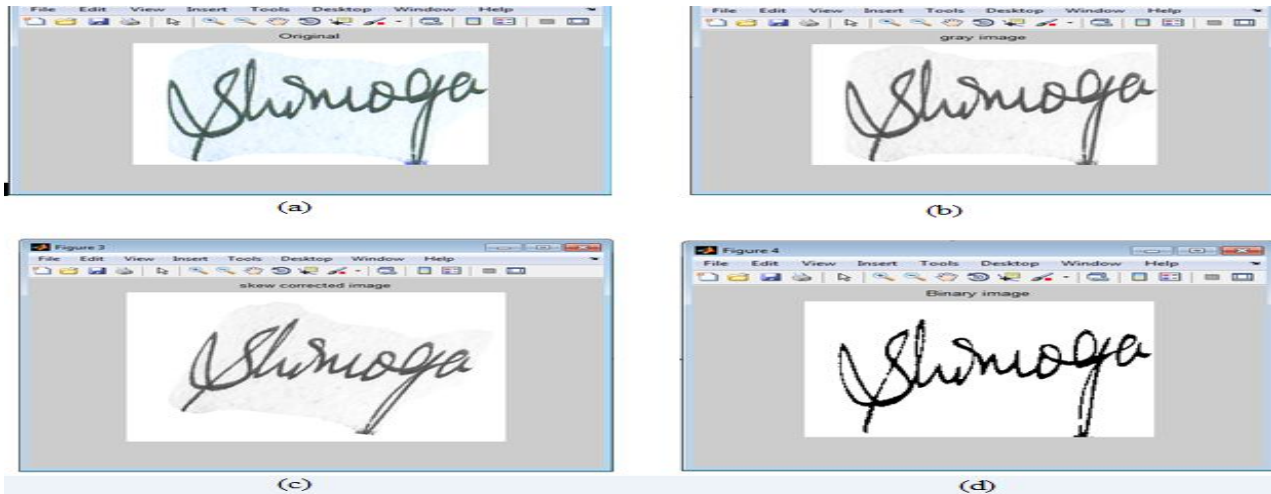 File Edit View Insert Tools Desktop Window Help
Original
Shimoga
(a)
File Edit View Insert Tools Desktop Window Help
gray image
Shimoga
(b)
Figure 3
File Edit View Insert Tools Desktop Window Help
skew corrected image
Shimoga
(c)
Figure 4
File Edit View Insert Tools Desktop Window Help
Binary image
Shimoga
(d)